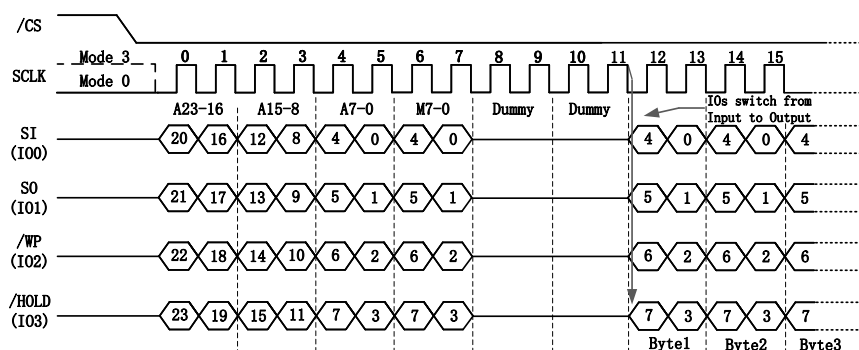 /CS
Mode 3 0 1 2 3 4 5 6 7 8 9 10 11 12 13 14 15
SCLK
Mode 0
A23-16 A15-8 A7-0 M7-0 Dummy Dummy IOs switch from
Input to Output
SI 20 16 12 8 4 0 4 0 4 0 4 0 4
(IO0)
SO 21 17 13 9 5 1 5 1 5 1 5 1 5
(IO1)
/WP 22 18 14 10 6 2 6 2 6 2 6 2 6
(IO2)
/HOLD 23 19 15 11 7 3 7 3 7 3 7 3 7
(IO3)
Byte1 Byte2 Byte3